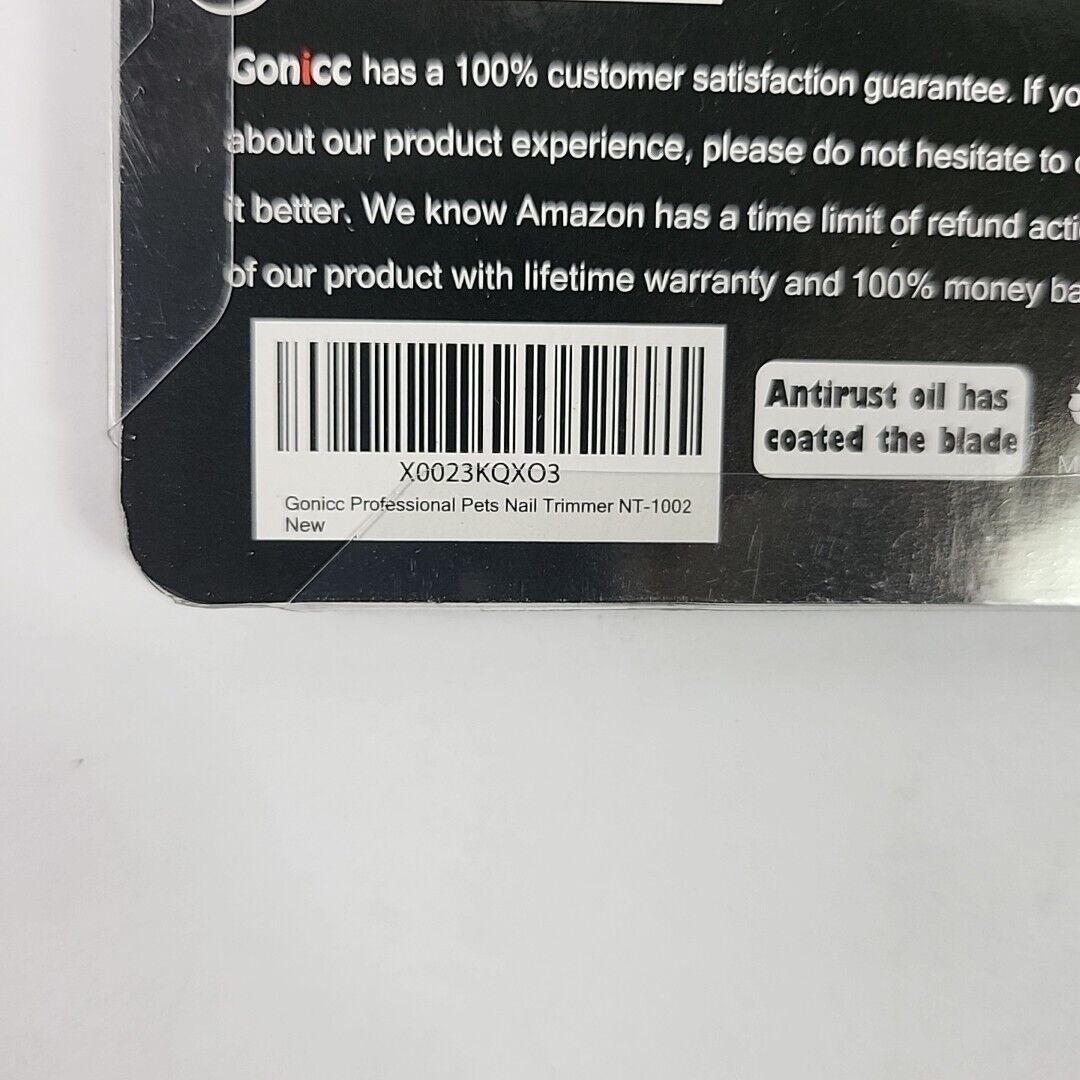 Gonicc has a 100% customer satisfaction guarantee. If yo
about our product experience, please do not hesitate to
it better. We know Amazon has a time limit of refund acti
of our product with lifetime warranty and 100% money ba
X0023KQXO3
Gonicc Professional Pets Nail Trimmer NT-1002
New
Antirust oil has
coated the blade
M